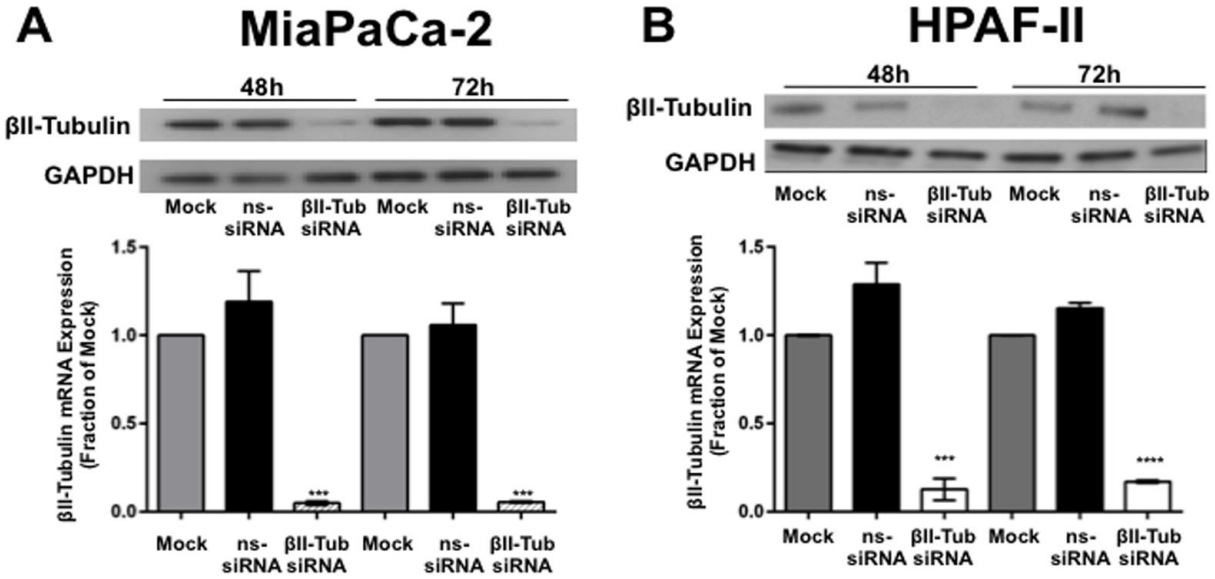 A
MiaPaCa-2
48h
72h
βII-Tubulin
GAPDH
Mock
ns-
siRNA
βII-Tub
siRNA
Mock
ns-
siRNA
βII-Tub
siRNA
βII-Tubulin mRNA Expression
(Fraction of Mock)
1.5
1.0
0.5
0.0
***
***
Mock
ns-
siRNA
βII-Tub
siRNA
Mock
ns-
siRNA
βII-Tub
siRNA
B
HPAF-II
48h
72h
βII-Tubulin
GAPDH
Mock
ns-
siRNA
βII-Tub
siRNA
Mock
ns-
siRNA
βII-Tub
siRNA
βII-Tubulin mRNA Expression
(Fraction of Mock)
1.5
1.0
0.5
0.0
***
****
Mock
ns-
siRNA
βII-Tub
siRNA
Mock
ns-
siRNA
βII-Tub
siRNA